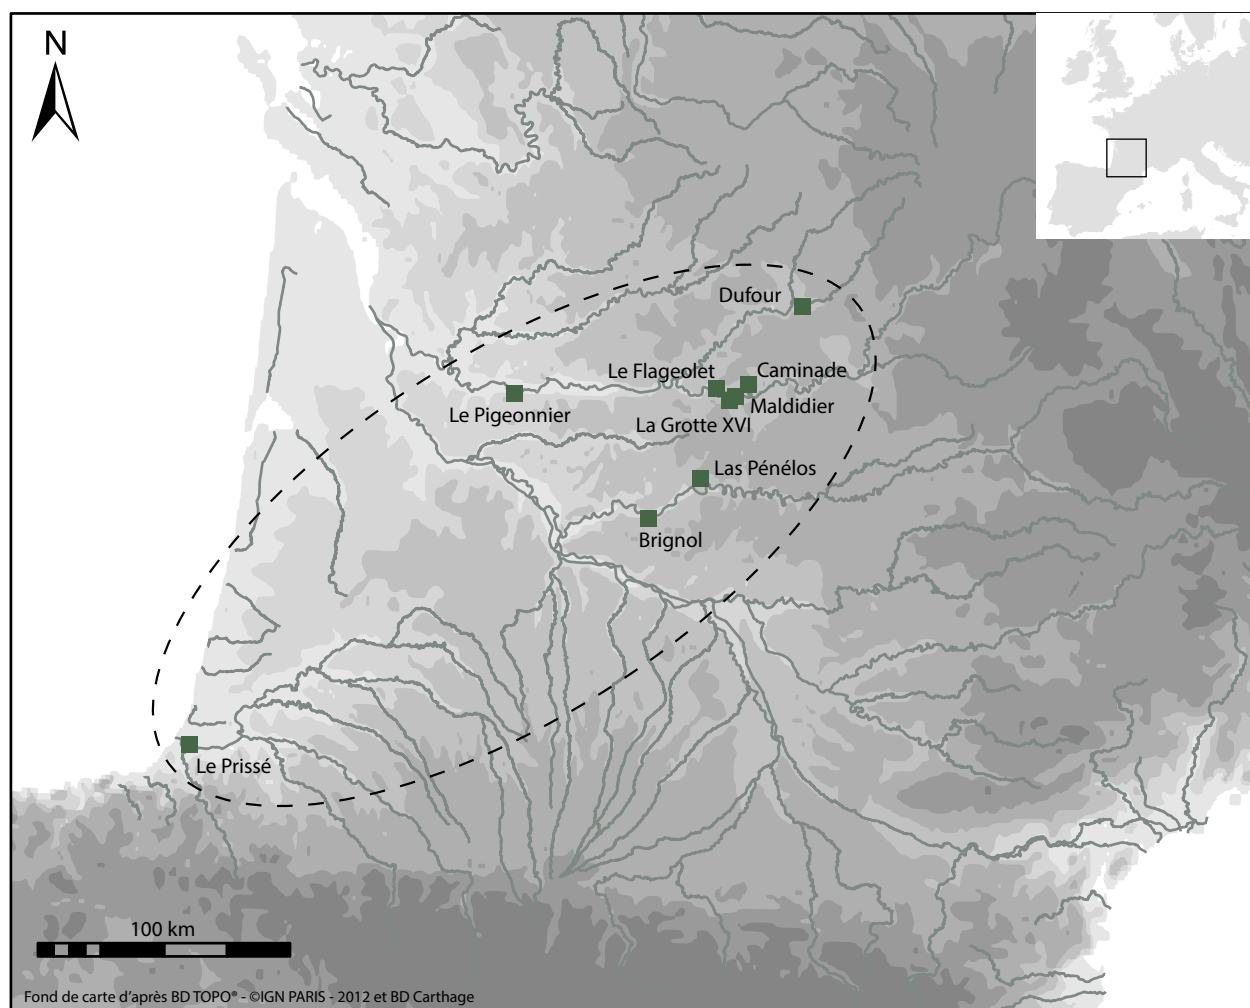 N
Dufour
Le Flageolet
Caminade
Le Pigeonnier
Maldidier
La Grotte XVI
Las Pénélos
Brignol
Le Prissé
100 km
Fond de carte d'après BD TOPO® - ©IGN PARIS - 2012 et BD Carthage